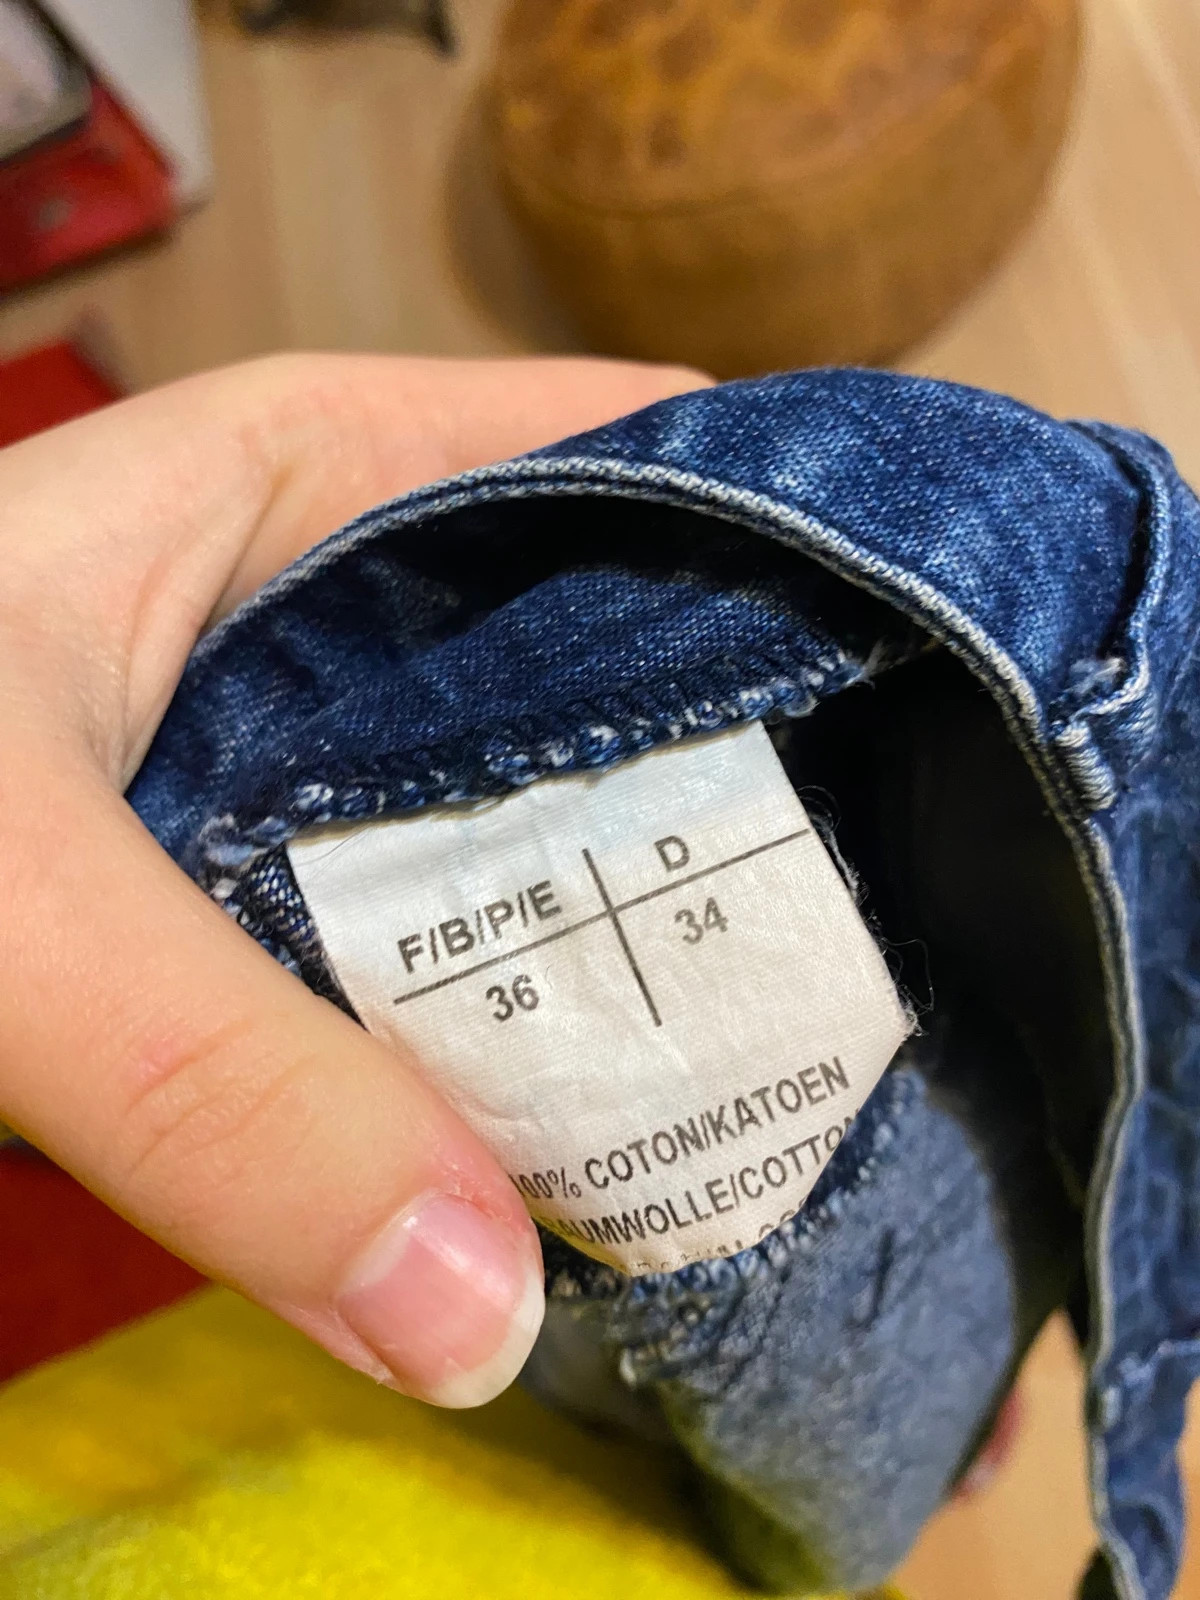 F/B/P/E D
36 34
100% COTON/KATOEN
BAUMWOLLE/COTTON